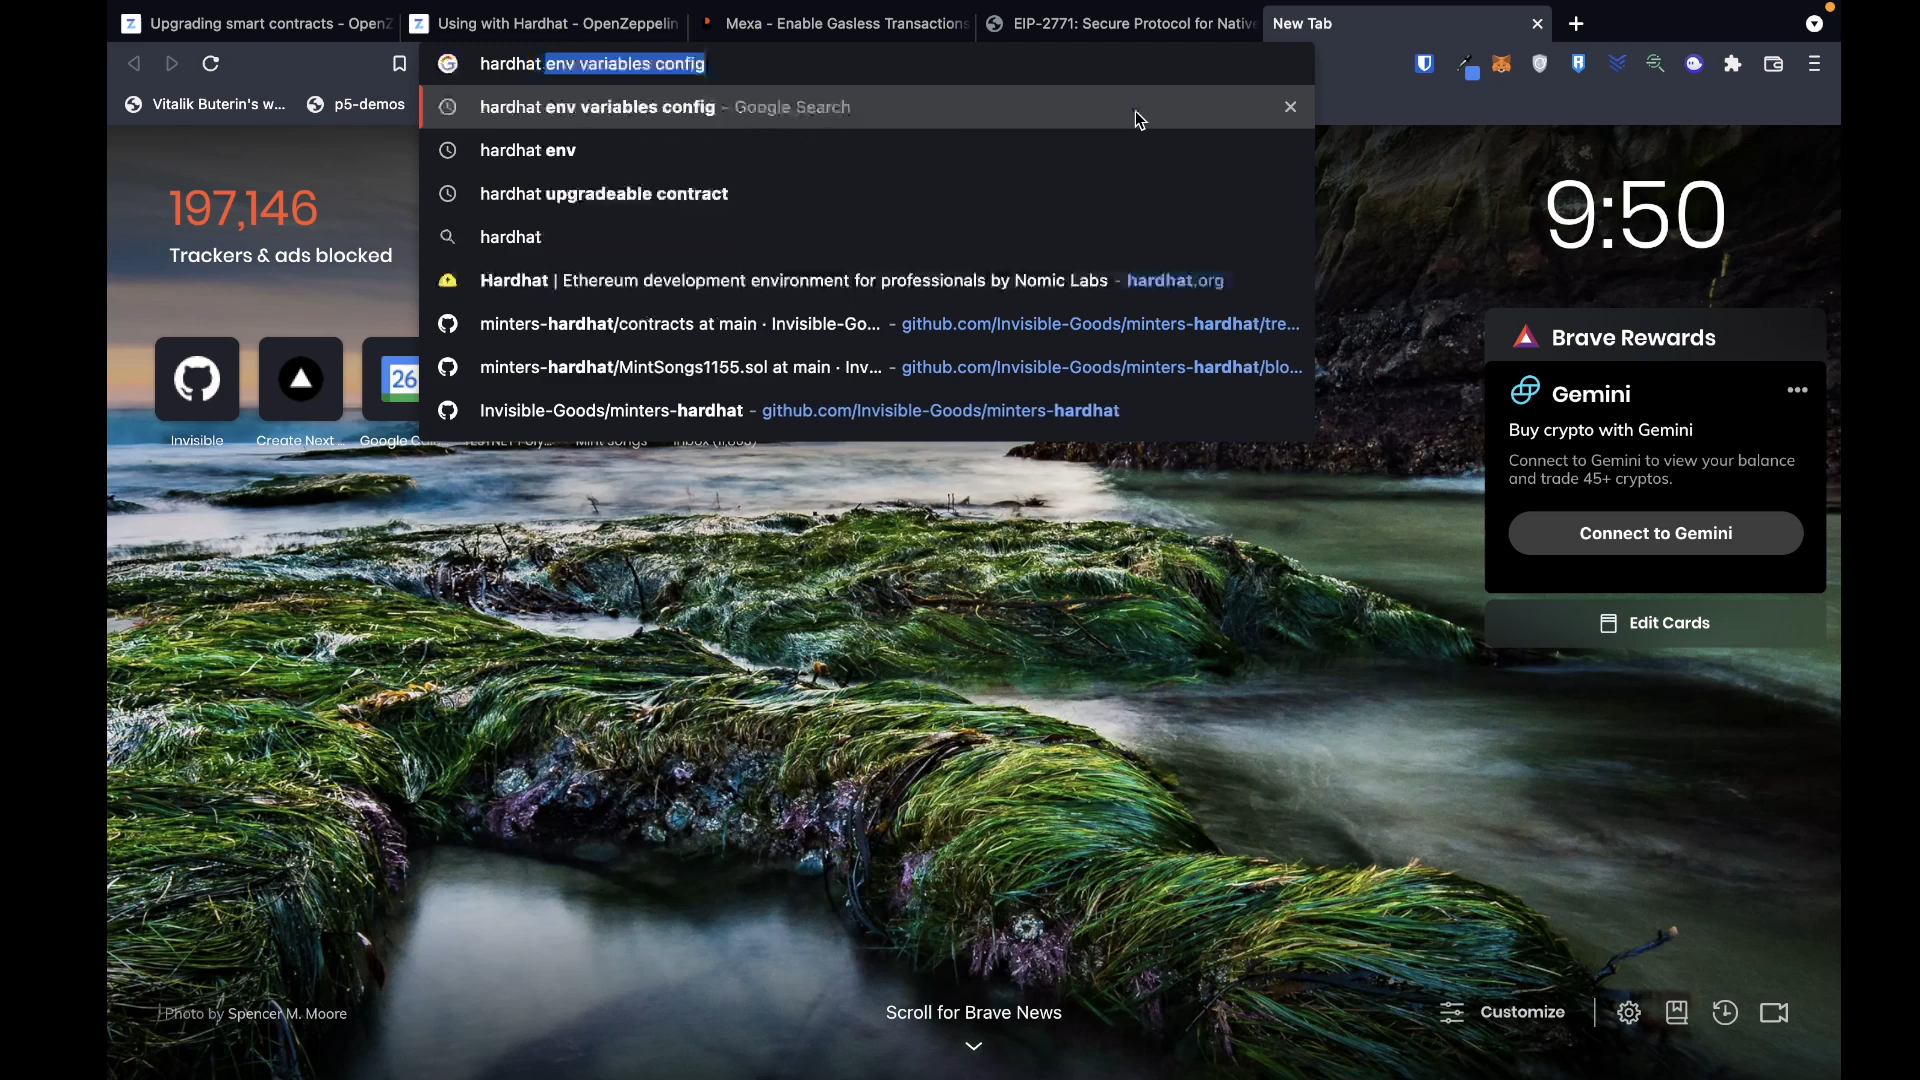 Upgrading smart contracts - OpenZ
Using with Hardhat - OpenZeppelin
Mexa - Enable Gasless Transactions
EIP-2771: Secure Protocol for Nativ
New Tab
hardhat env variables config
Vitalik Buterin's w...
p5-demos
hardhat env variables config - Google Search
hardhat env
hardhat upgradeable contract
hardhat
Hardhat | Ethereum development environment for professionals by Nomic Labs - hardhat.org
minters-hardhat/contracts at main · Invisible-Go... - github.com/Invisible-Goods/minters-hardhat/tre...
minters-hardhat/MintSongs1155.sol at main · Inv... - github.com/Invisible-Goods/minters-hardhat/blo...
Invisible-Goods/minters-hardhat - github.com/Invisible-Goods/minters-hardhat
197,146
Trackers & ads blocked
26
Invisible
Create Next ...
9:50
Brave Rewards
Gemini
Buy crypto with Gemini
Connect to Gemini to view your balance
and trade 45+ cryptos.
Connect to Gemini
Edit Cards
Photo by Spencer M. Moore
Scroll for Brave News
Customize